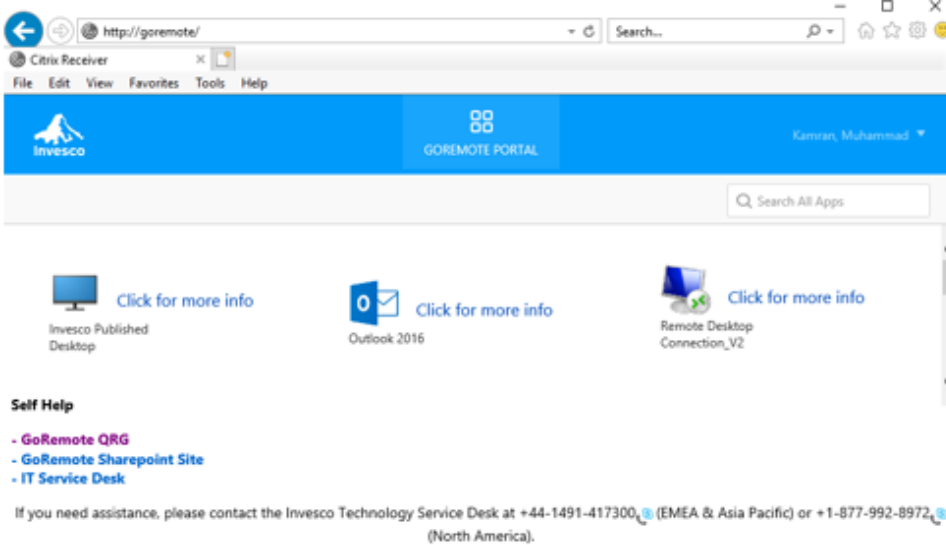 http://goremote/
Search...
Citrix Receiver
File Edit View Favorites Tools Help
Invesco
GOREMOTE PORTAL
Kamran, Muhammad
Search All Apps
Click for more info
Invesco Published
Desktop
Click for more info
Outlook 2016
Click for more info
Remote Desktop
Connection_V2
Self Help
- GoRemote QRG
- GoRemote Sharepoint Site
- IT Service Desk
If you need assistance, please contact the Invesco Technology Service Desk at +44-1491-417300 (EMEA & Asia Pacific) or +1-877-992-8972
(North America).